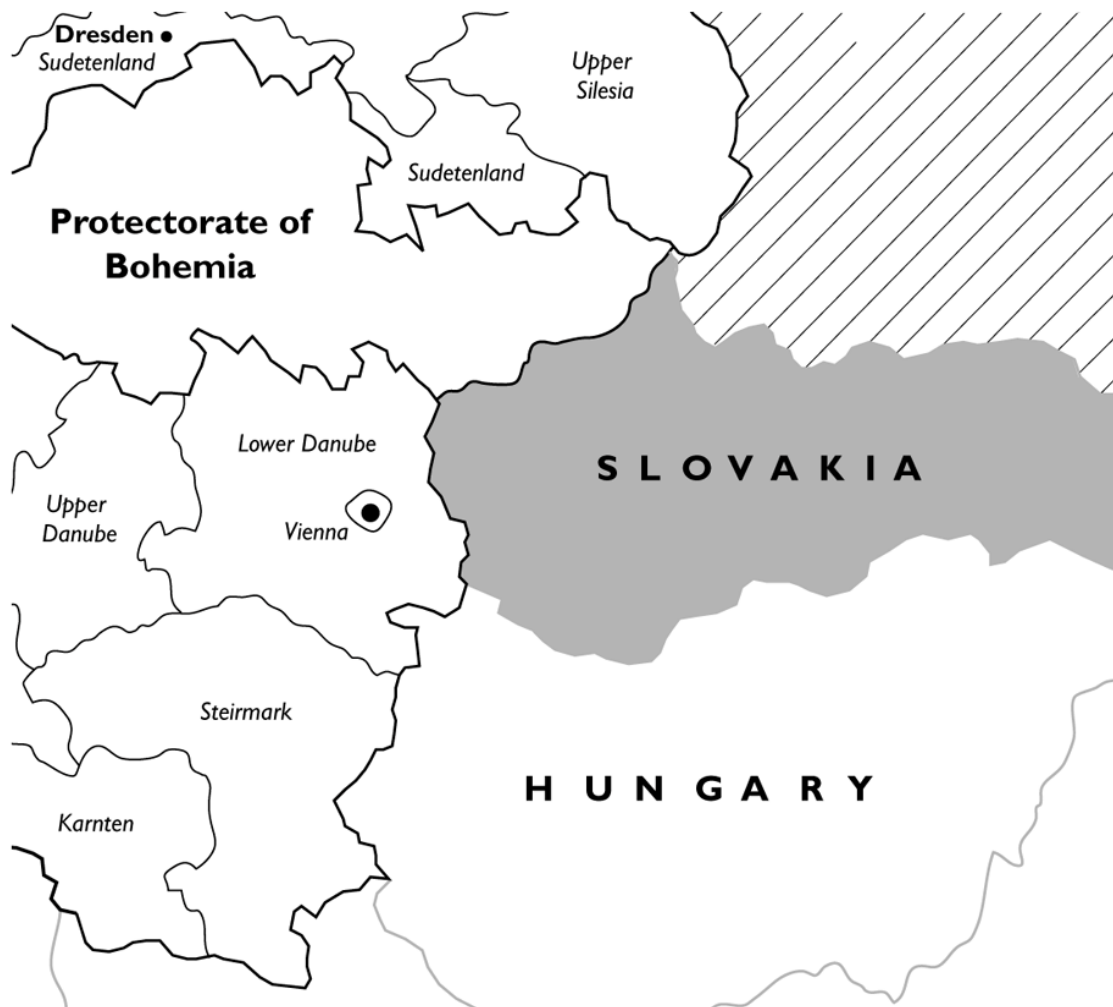 Dresden
Sudetenland
Upper
Silesia
Sudetenland
Protectorate of
Bohemia
Lower Danube
SLOVAKIA
Upper
Danube
Vienna
Steirmark
HUNGARY
Karnten